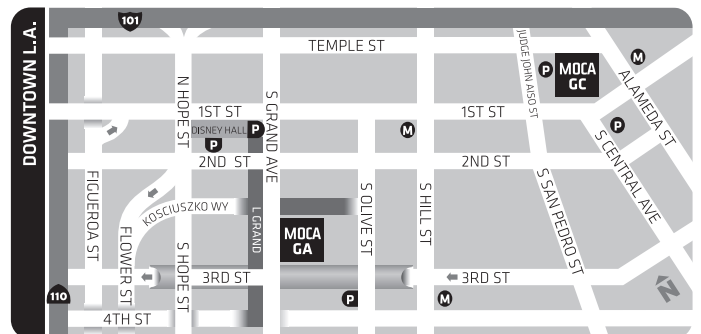 DOWNTOWN L.A.
101
TEMPLE ST
JUDGE JOHN AISO ST
P
MOCA
GC
M
ALAMEDA ST
N HOPE ST
S GRAND AVE
1ST ST
1ST ST
DISNEY HALL
P
P
M
P
2ND ST
2ND ST
S CENTRAL AVE
FIGUEROA ST
KOSCIUSZKO WY
L GRAND
MOCA
GA
S OLIVE ST
S HILL ST
S SAN PEDRO ST
FLOWER ST
S HOPE ST
3RD ST
3RD ST
N
110
P
M
4TH ST